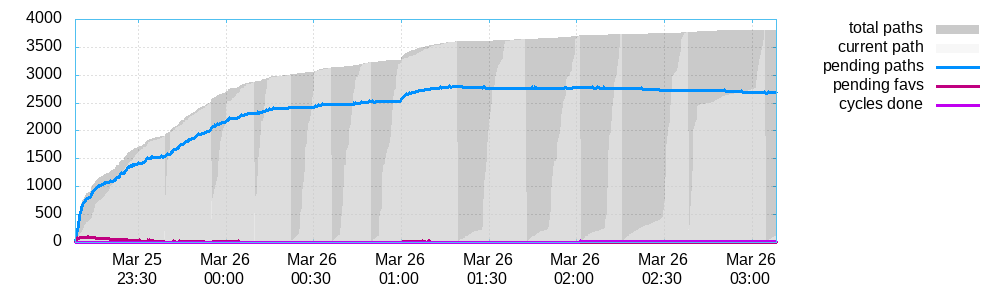 4000
3500
3000
2500
2000
1500
1000
500
0
Mar 25 Mar 26 Mar 26 Mar 26 Mar 26 Mar 26 Mar 26 Mar 26
23:30 00:00 00:30 01:00 01:30 02:00 02:30 03:00
total paths
current path
pending paths
pending favs
cycles done